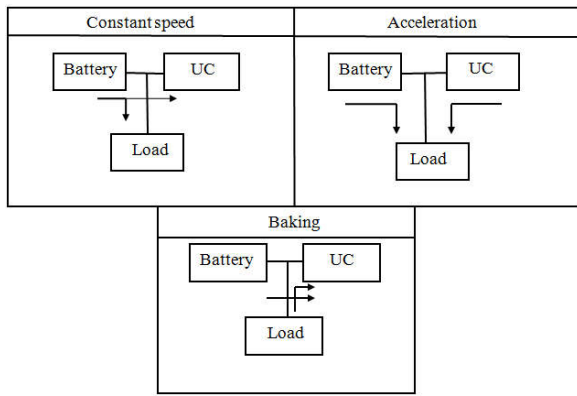 Constant speed
Acceleration
Battery
UC
Load
Battery
UC
Load
Baking
Battery
UC
Load